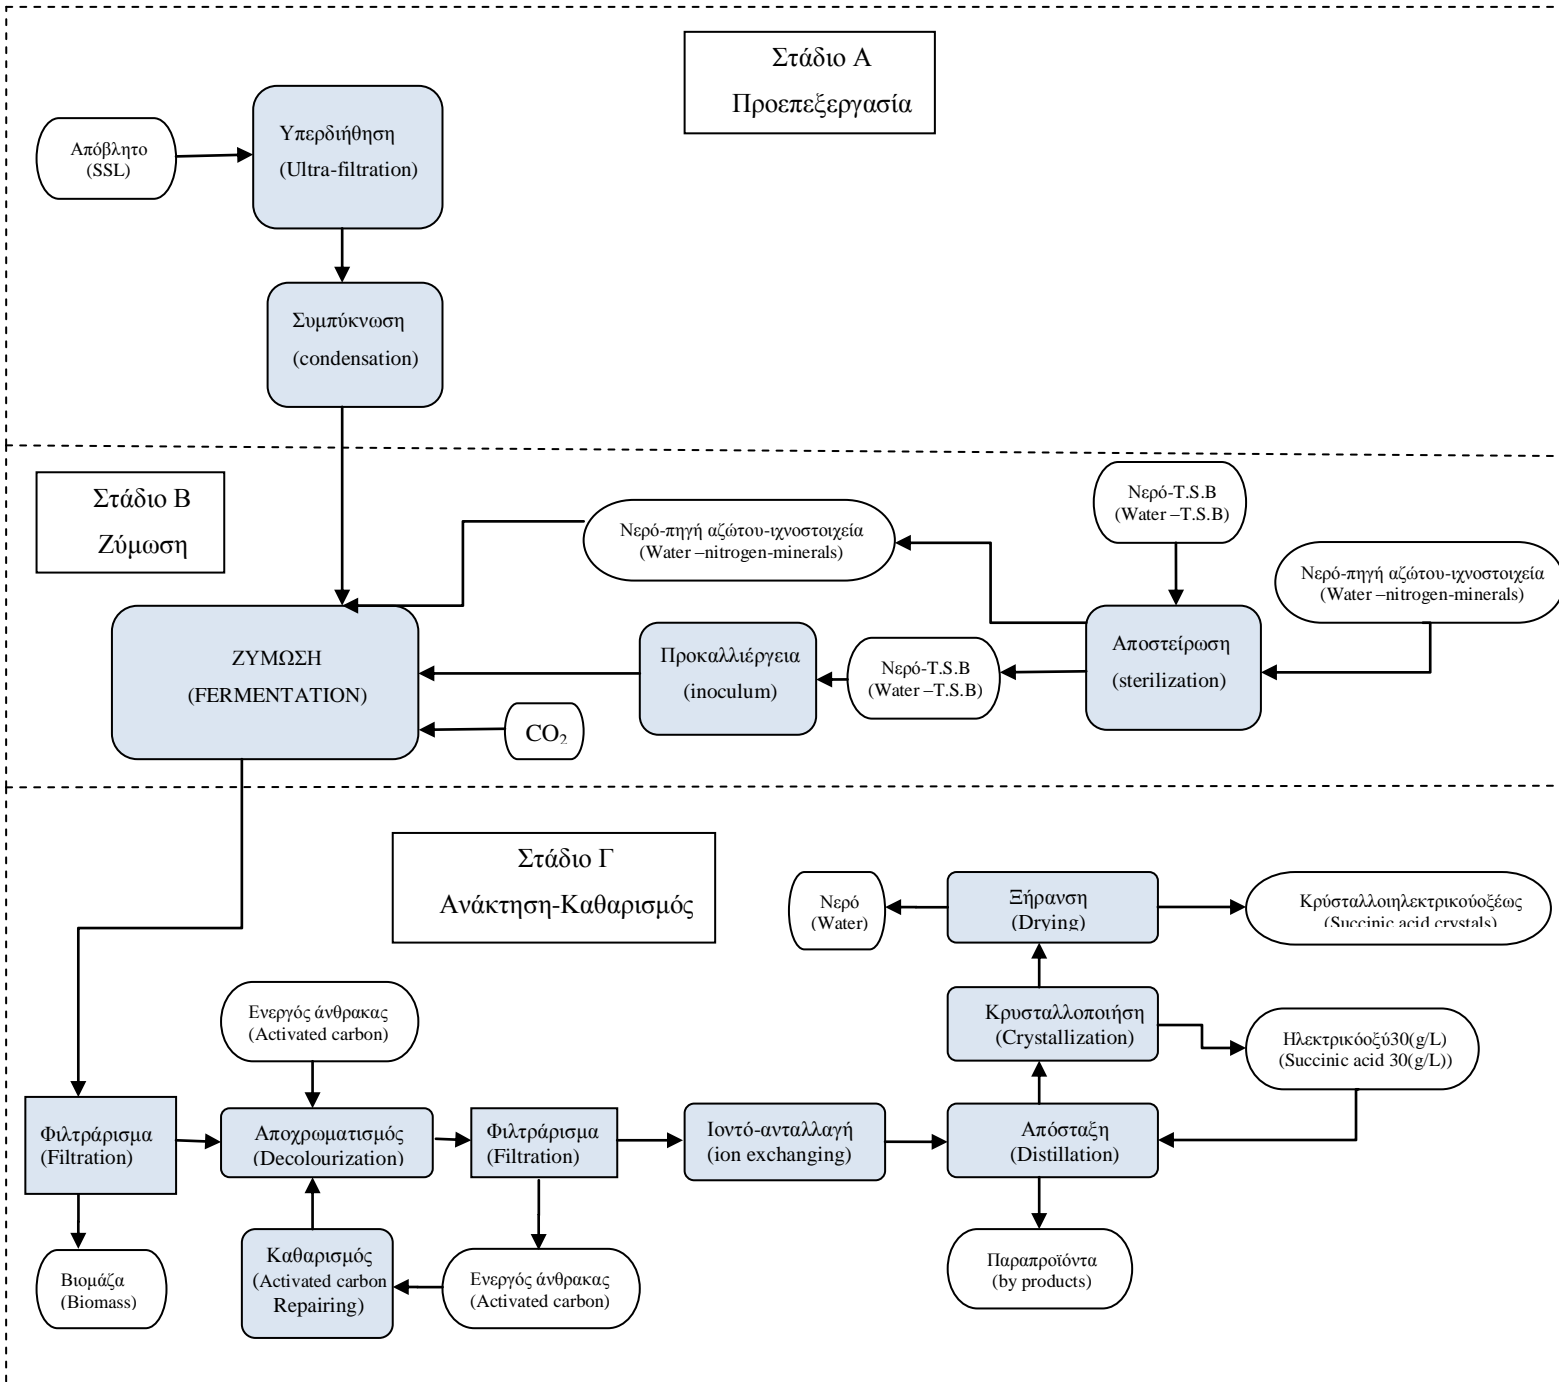 Στάδιο Α
Προεπεξεργασία
Απόβλητο
(SSL)
Υπερδιήθηση
(Ultra-filtration)
Συμπύκνωση
(condensation)
Στάδιο Β
Ζύμωση
Νερό-T.S.B
(Water –T.S.B)
Νερό-πηγή αζώτου-ιχνοστοιχεία
(Water –nitrogen-minerals)
Νερό-πηγή αζώτου-ιχνοστοιχεία
(Water –nitrogen-minerals)
ΖΥΜΩΣΗ
(FERMENTATION)
Προκαλλιέργεια
(inoculum)
Νερό-T.S.B
(Water –T.S.B)
Αποστείρωση
(sterilization)
CO₂
Στάδιο Γ
Ανάκτηση-Καθαρισμός
Νερό
(Water)
Ξήρανση
(Drying)
Κρύσταλλοιηλεκτρικούοξέως
(Succinic acid crystals)
Ενεργός άνθρακας
(Activated carbon)
Κρυσταλλοποιήση
(Crystallization)
Ηλεκτρικόοξύ30(g/L)
(Succinic acid 30(g/L))
Φιλτράρισμα
(Filtration)
Αποχρωματισμός
(Decolourization)
Φιλτράρισμα
(Filtration)
Ιοντό-ανταλλαγή
(ion exchanging)
Απόσταξη
(Distillation)
Βιομάζα
(Biomass)
Καθαρισμός
(Activated carbon
Repairing)
Ενεργός άνθρακας
(Activated carbon)
Παραπροϊόντα
(by products)